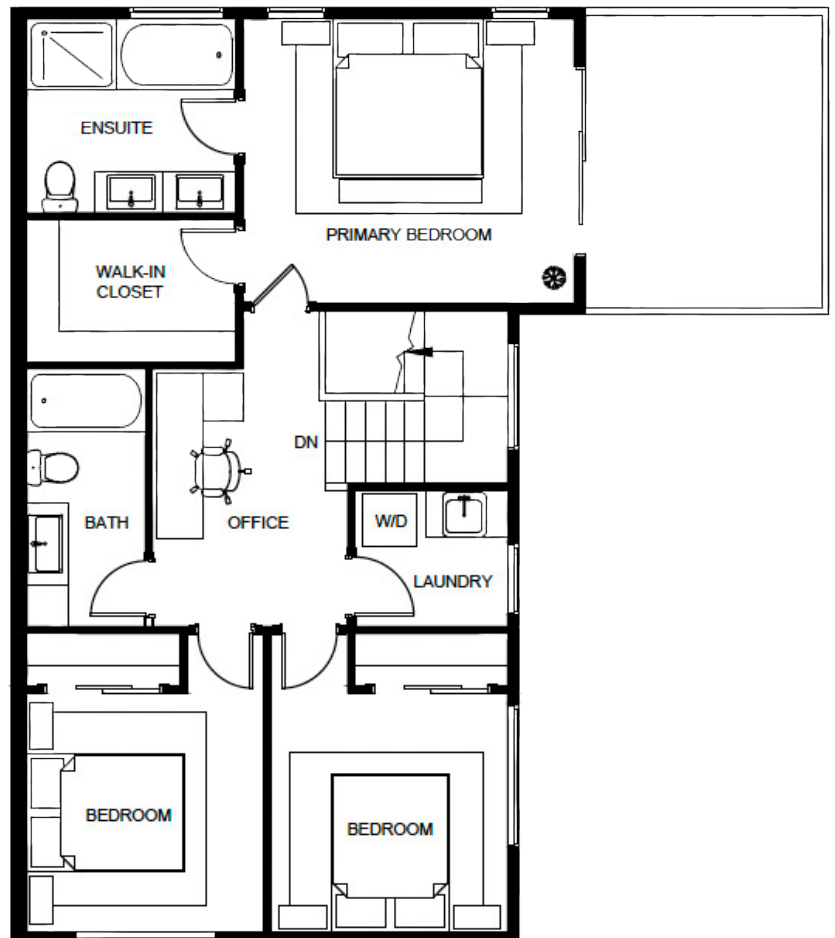 ENSUITE
PRIMARY BEDROOM
WALK-IN
CLOSET
DN
BATH
OFFICE
W/D
LAUNDRY
BEDROOM
BEDROOM